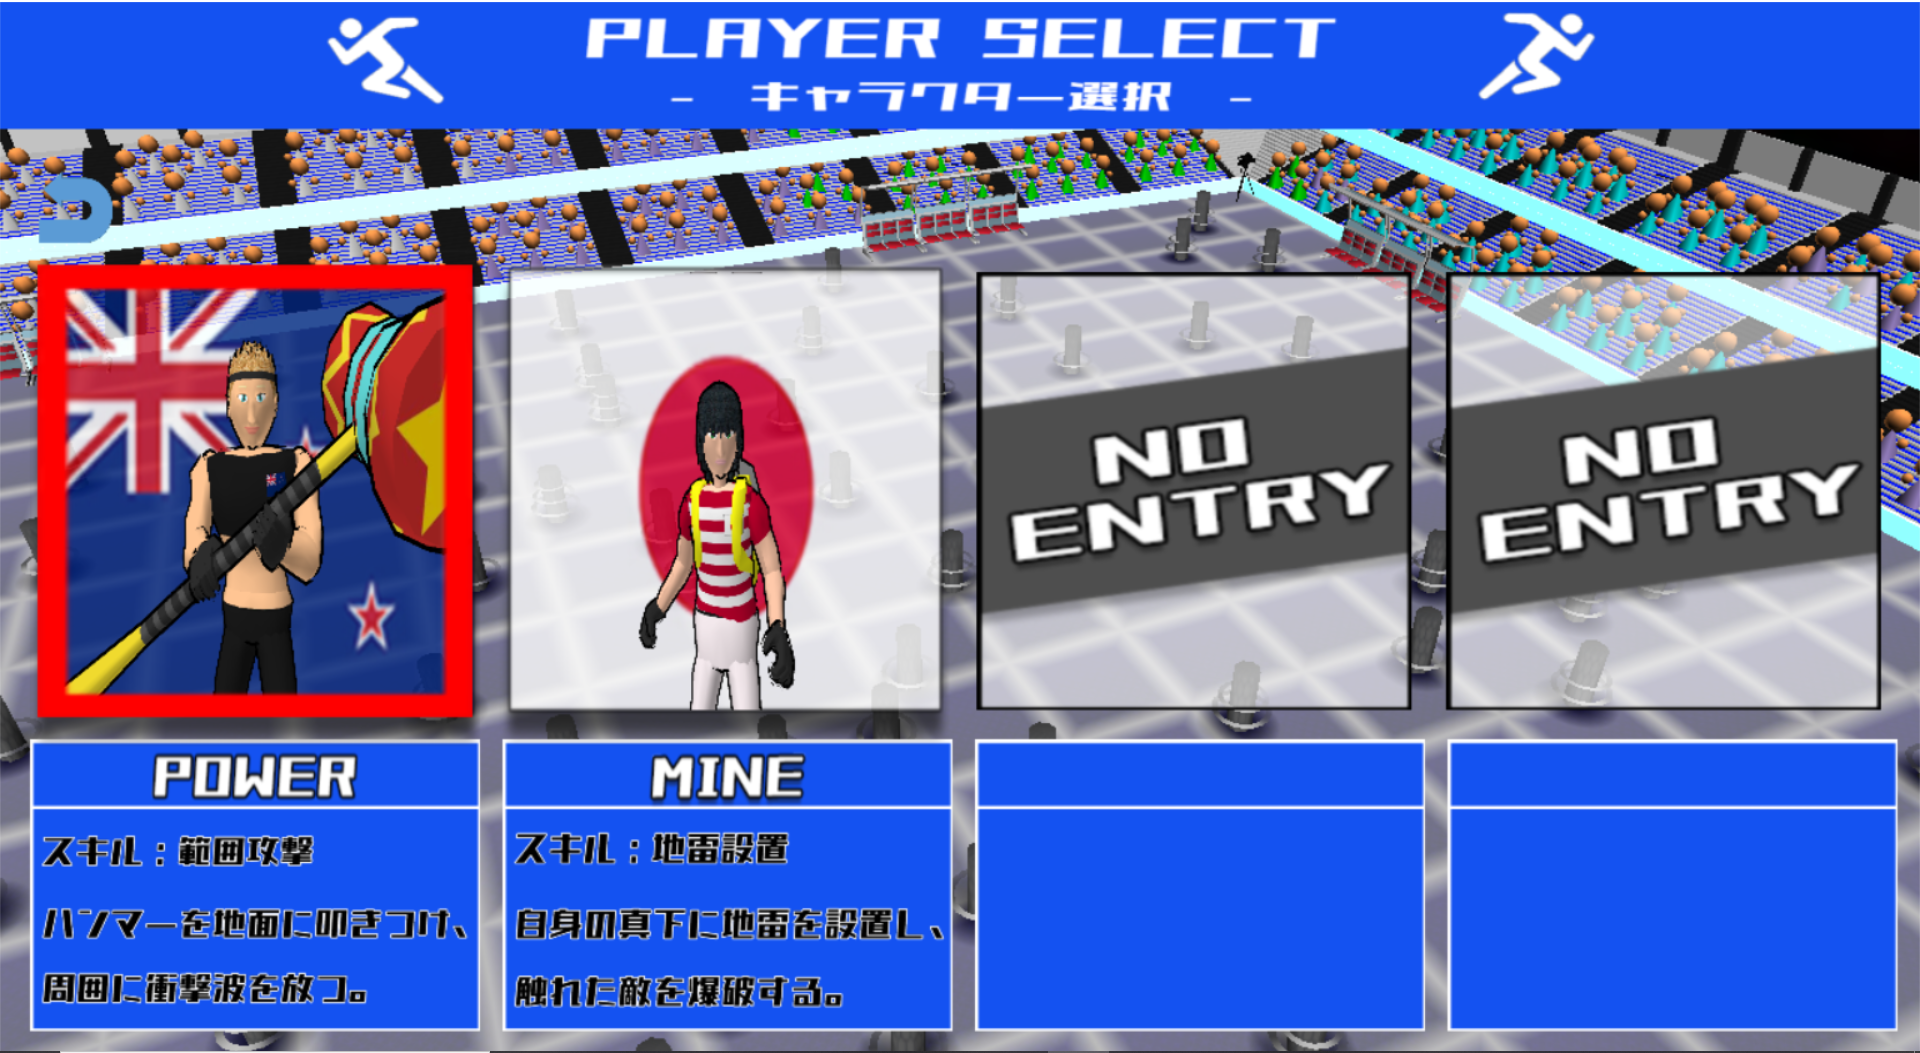 PLAYER SELECT
- キャラクター選択 -
NO
ENTRY
NO
ENTRY
POWER
スキル：範囲攻撃
ハンマーを地面に叩きつけ、
周囲に衝撃波を放つ。
MINE
スキル：地雷設置
自身の真下に地雷を設置し、
触れた敵を爆破する。